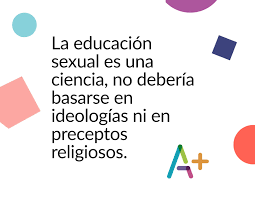 La educación
sexual es una
ciencia, no debería
basarse en
ideologías ni en
preceptos
religiosos.
A+